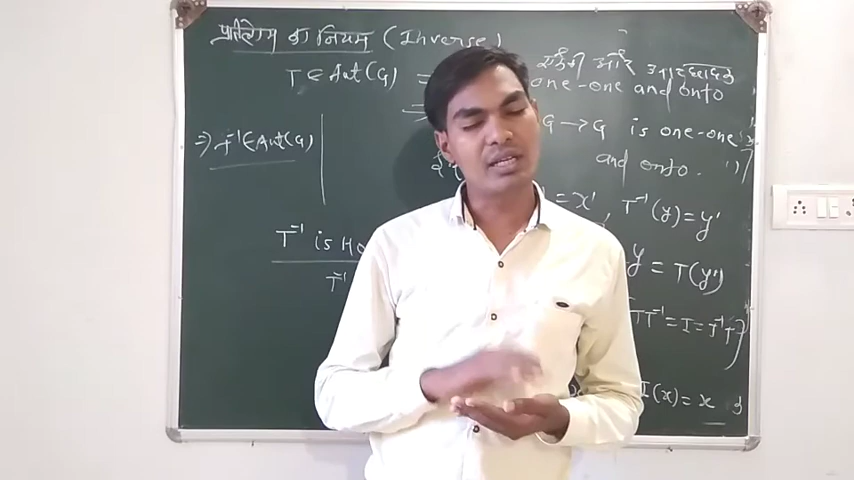 प्रतिलोम का नियम (Inverse)
T ∈ Aut(G) =
एकैकी और आच्छादक
one-one and onto
⇒ T⁻¹ ∈ Aut(G)
G → G is one-one
and onto.
= x' , T⁻¹(y) = y'
T⁻¹ is Ho
y = T(y')
T⁻¹
TT⁻¹ = I = T⁻¹T
I(x) = x